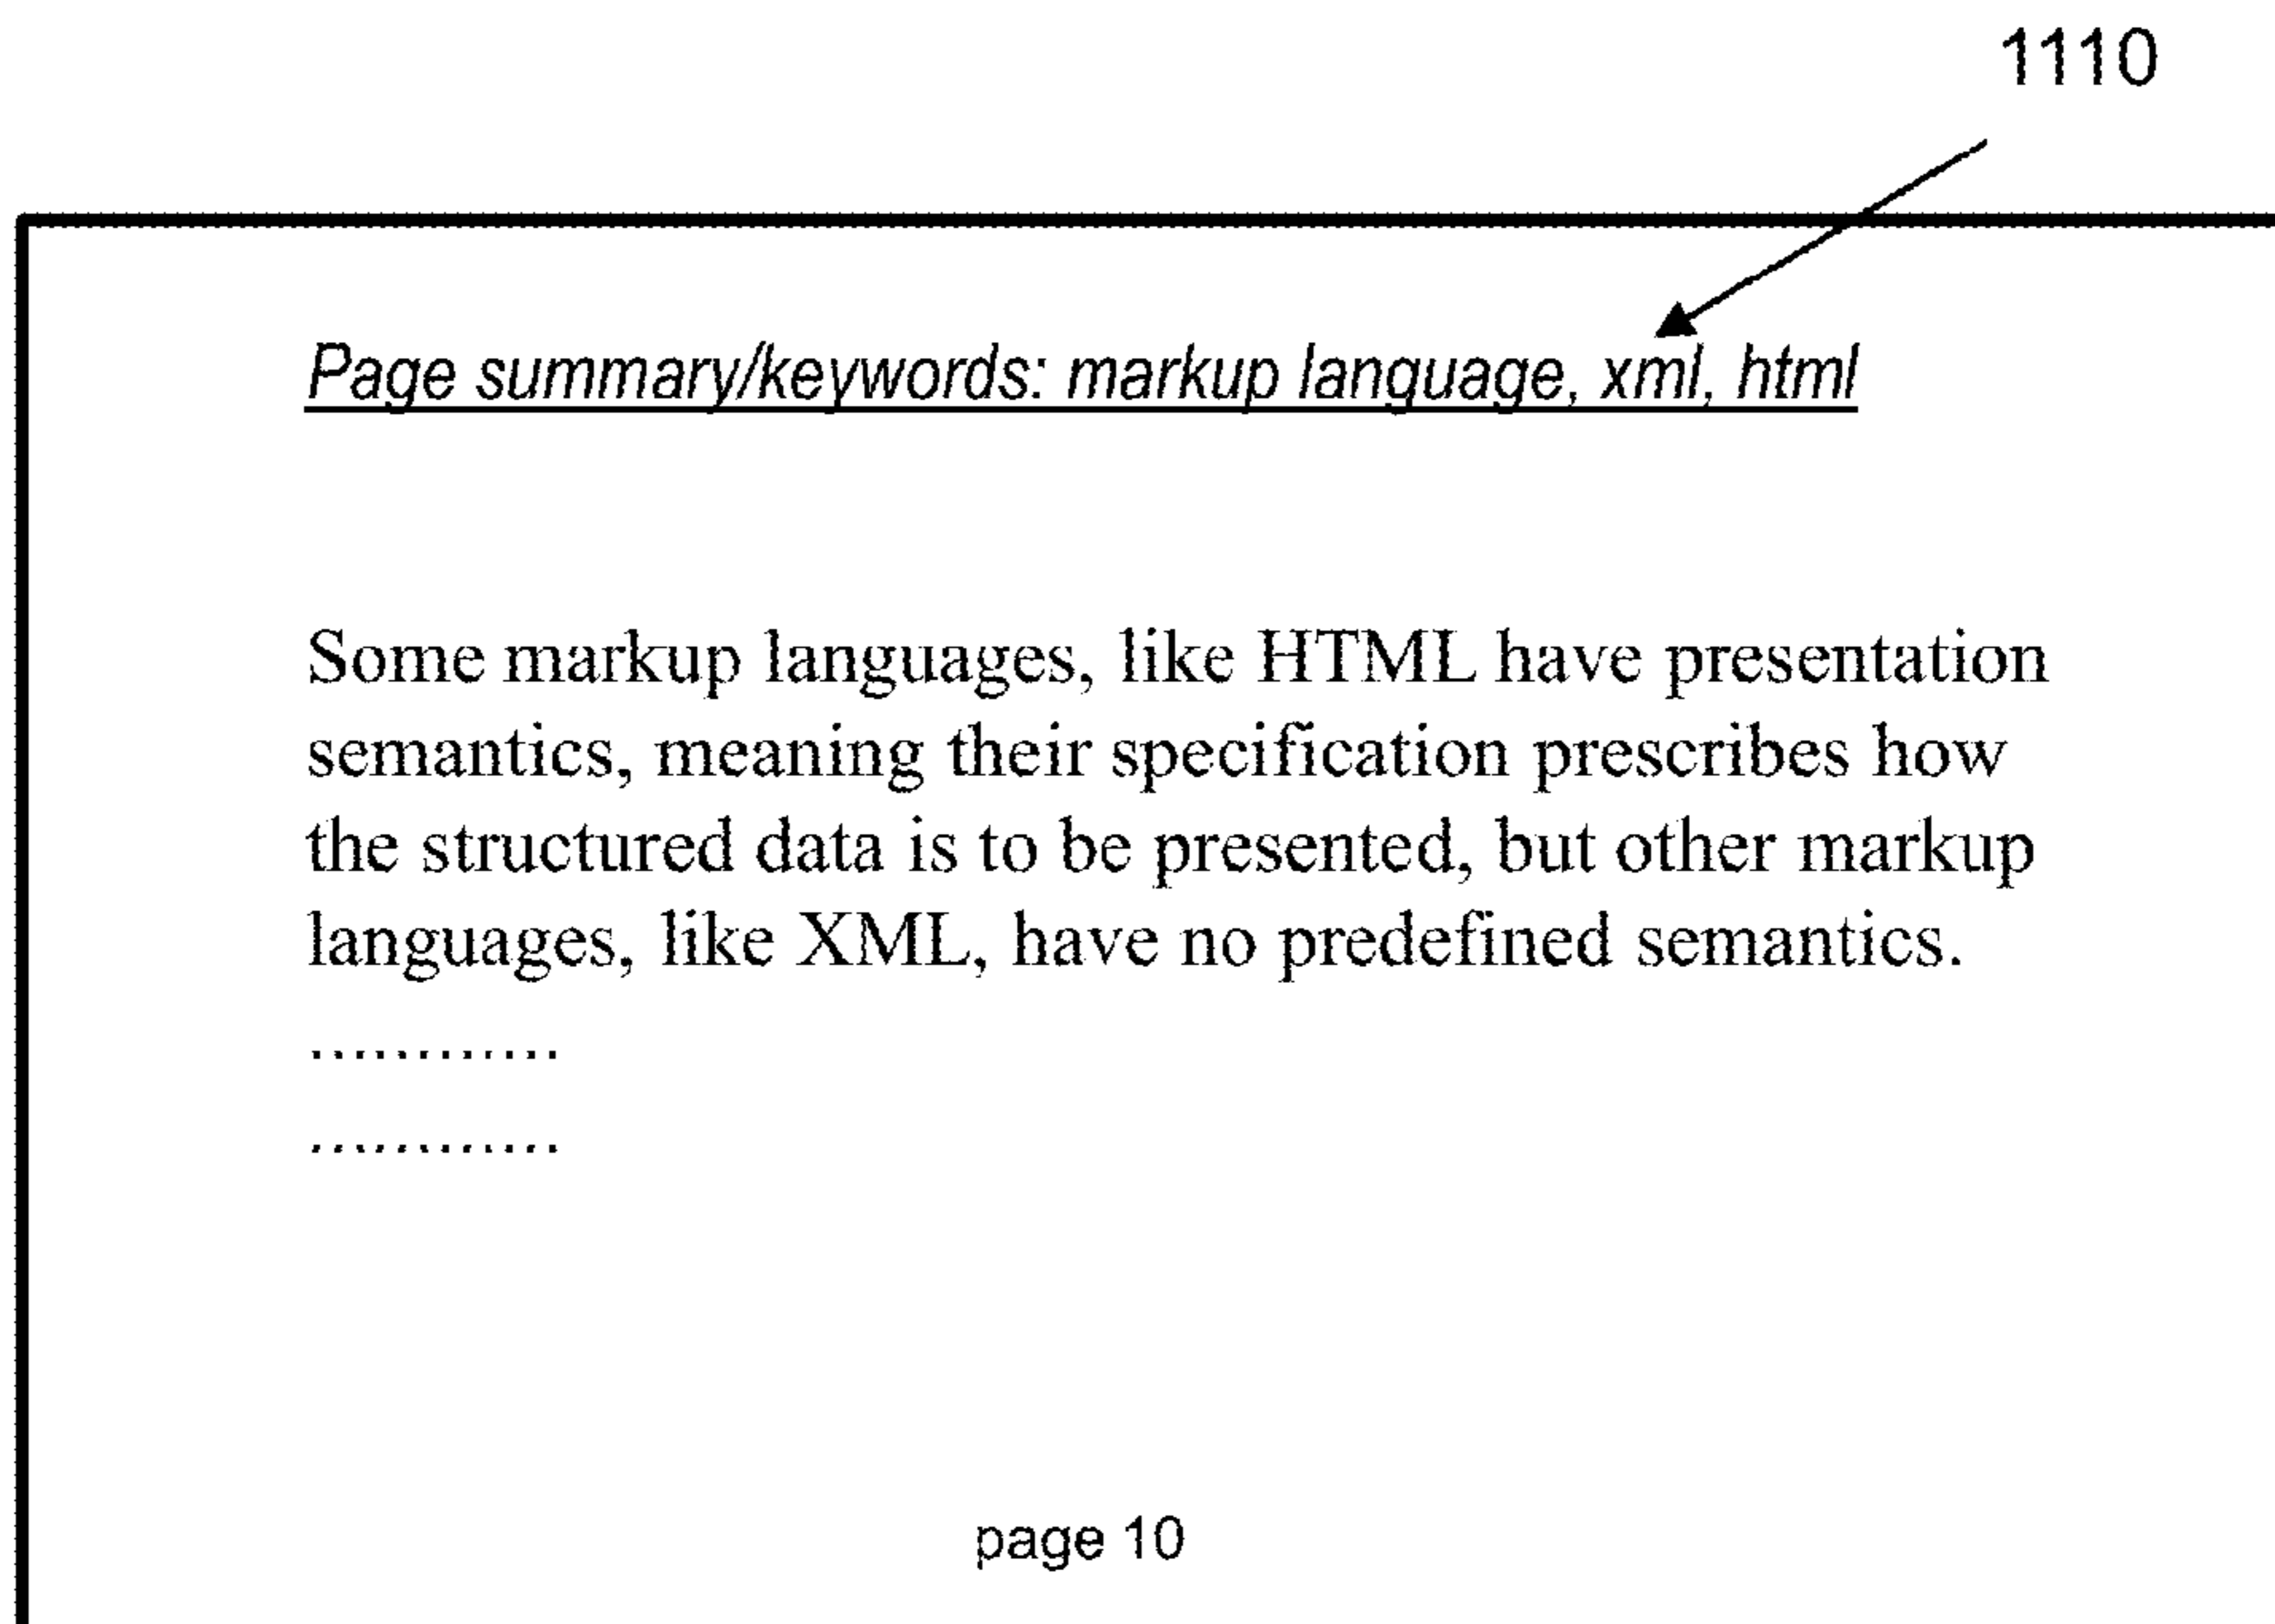 1110
Page summary/keywords: markup language, xml, html
Some markup languages, like HTML have presentation
semantics, meaning their specification prescribes how
the structured data is to be presented, but other markup
languages, like XML, have no predefined semantics.
............
............
page 10